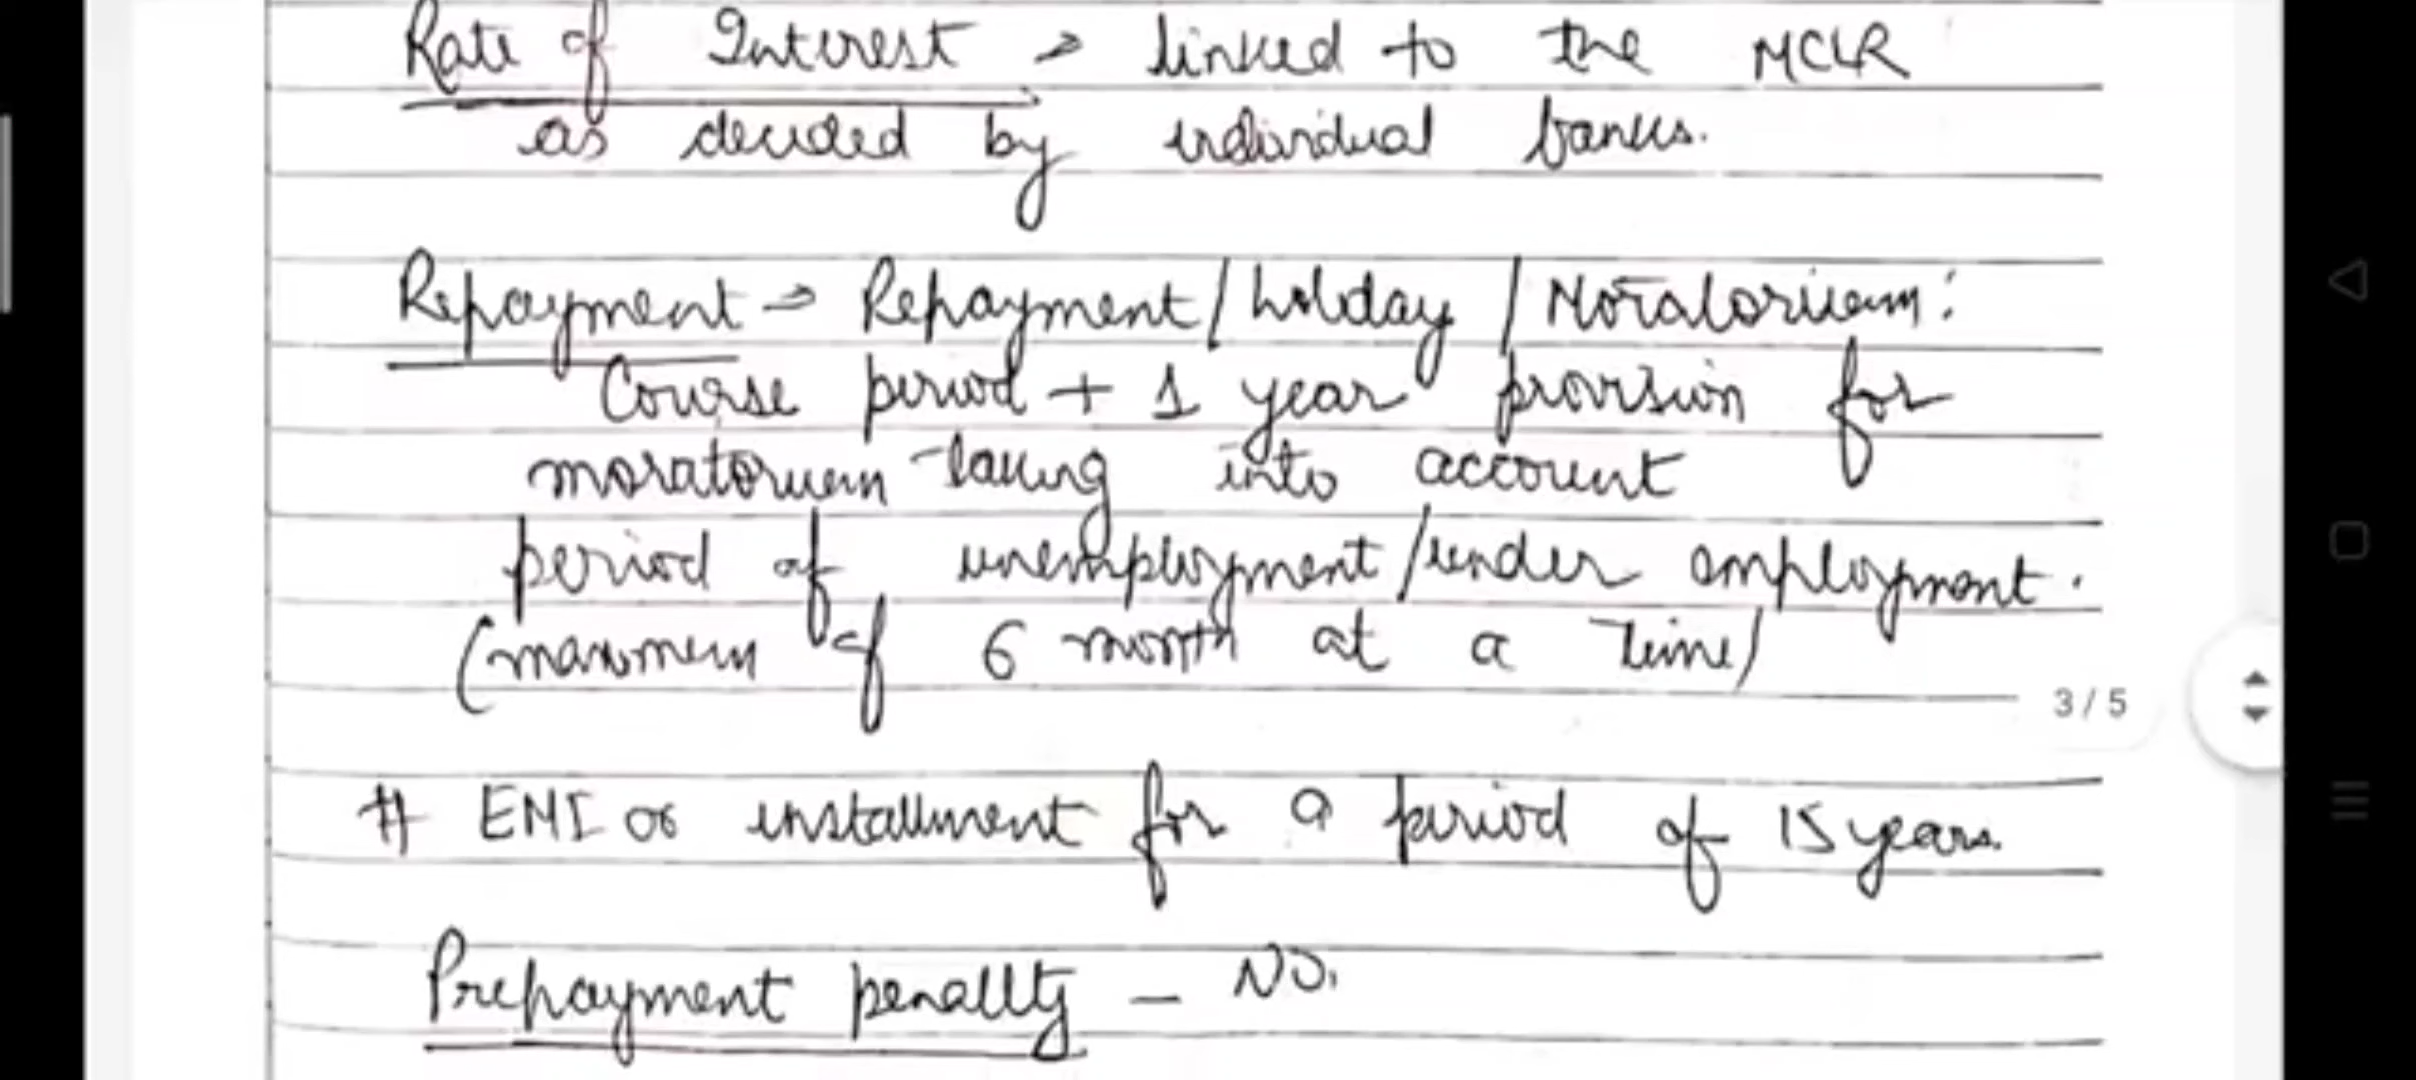 Rate of Interest → linked to the MCLR
as decided by individual banks.
Repayment → Repayment/holiday/Moratorium:
Course period + 1 year provision for
moratorium taking into account
period of unemployment/under employment.
(maximum of 6 month at a time)
3/5
# EMI or installment for a period of 15 years.
Prepayment penalty - NO.